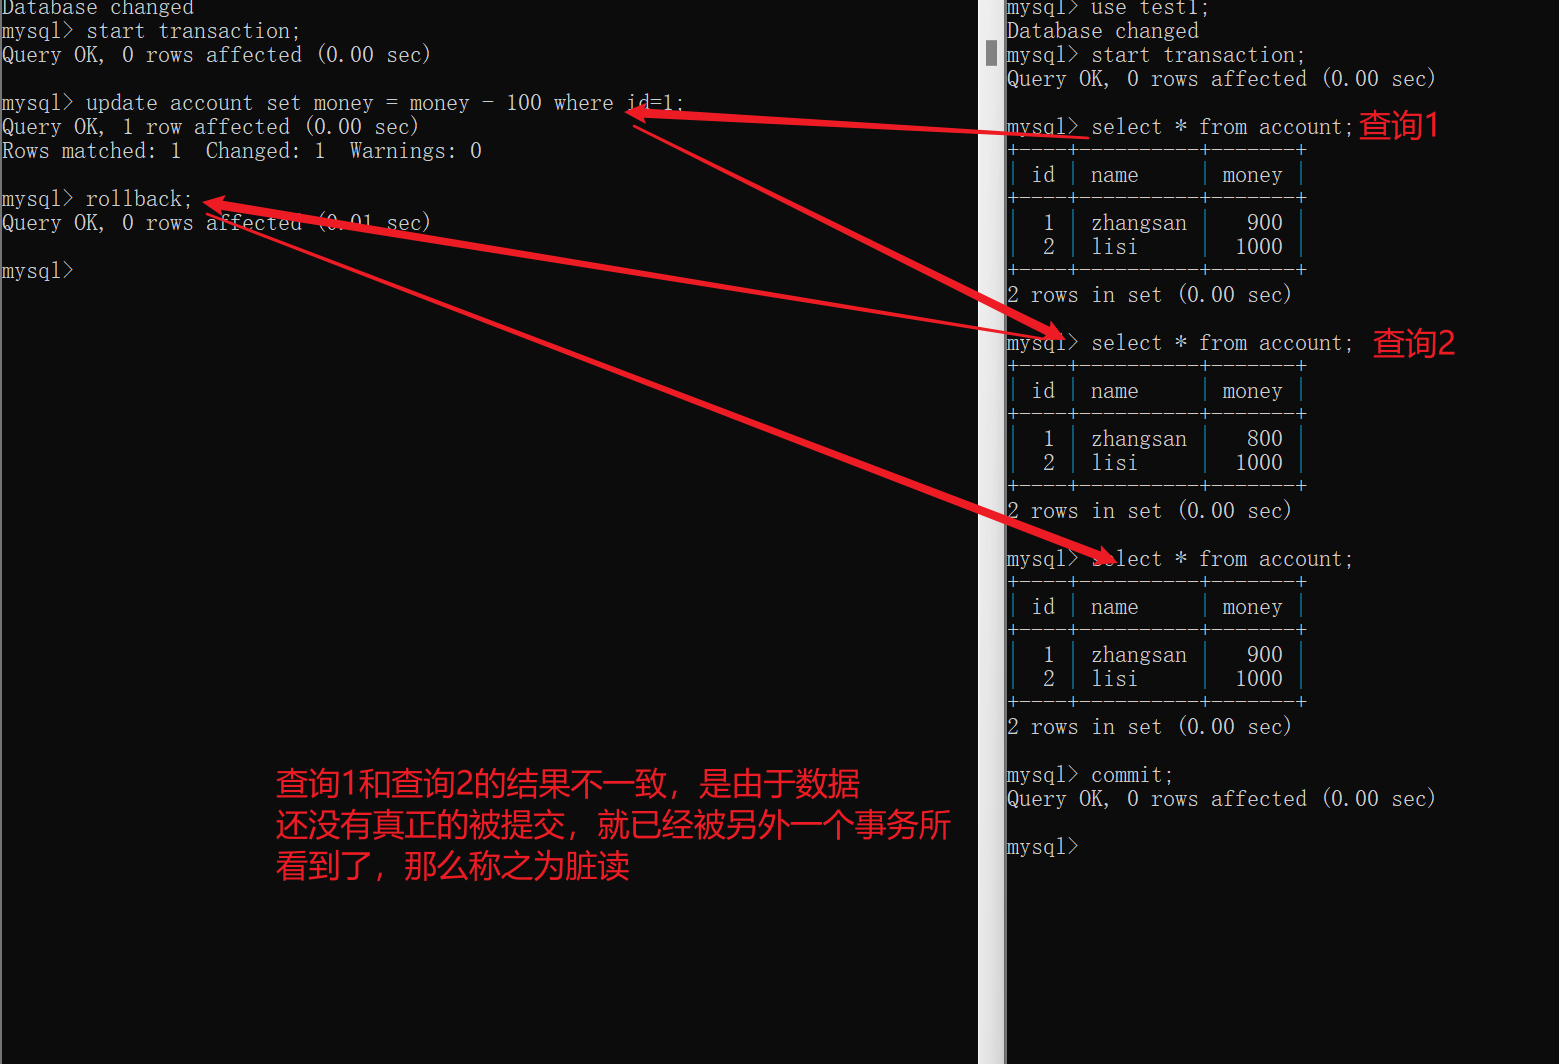 Database changed
mysql> start transaction;
Query OK, 0 rows affected (0.00 sec)
mysql> update account set money = money - 100 where id=1;
Query OK, 1 row affected (0.00 sec)
Rows matched: 1  Changed: 1  Warnings: 0
mysql> rollback;
Query OK, 0 rows affected (0.01 sec)
mysql>
查询1和查询2的结果不一致，是由于数据
还没有真正的被提交，就已经被另外一个事务所
看到了，那么称之为脏读
mysql> use test1;
Database changed
mysql> start transaction;
Query OK, 0 rows affected (0.00 sec)
mysql> select * from account; 查询1
+----+----------+-------+
| id | name     | money |
+----+----------+-------+
|  1 | zhangsan |   900 |
|  2 | lisi     |  1000 |
+----+----------+-------+
2 rows in set (0.00 sec)
mysql> select * from account; 查询2
+----+----------+-------+
| id | name     | money |
+----+----------+-------+
|  1 | zhangsan |   800 |
|  2 | lisi     |  1000 |
+----+----------+-------+
2 rows in set (0.00 sec)
mysql> select * from account;
+----+----------+-------+
| id | name     | money |
+----+----------+-------+
|  1 | zhangsan |   900 |
|  2 | lisi     |  1000 |
+----+----------+-------+
2 rows in set (0.00 sec)
mysql> commit;
Query OK, 0 rows affected (0.00 sec)
mysql>